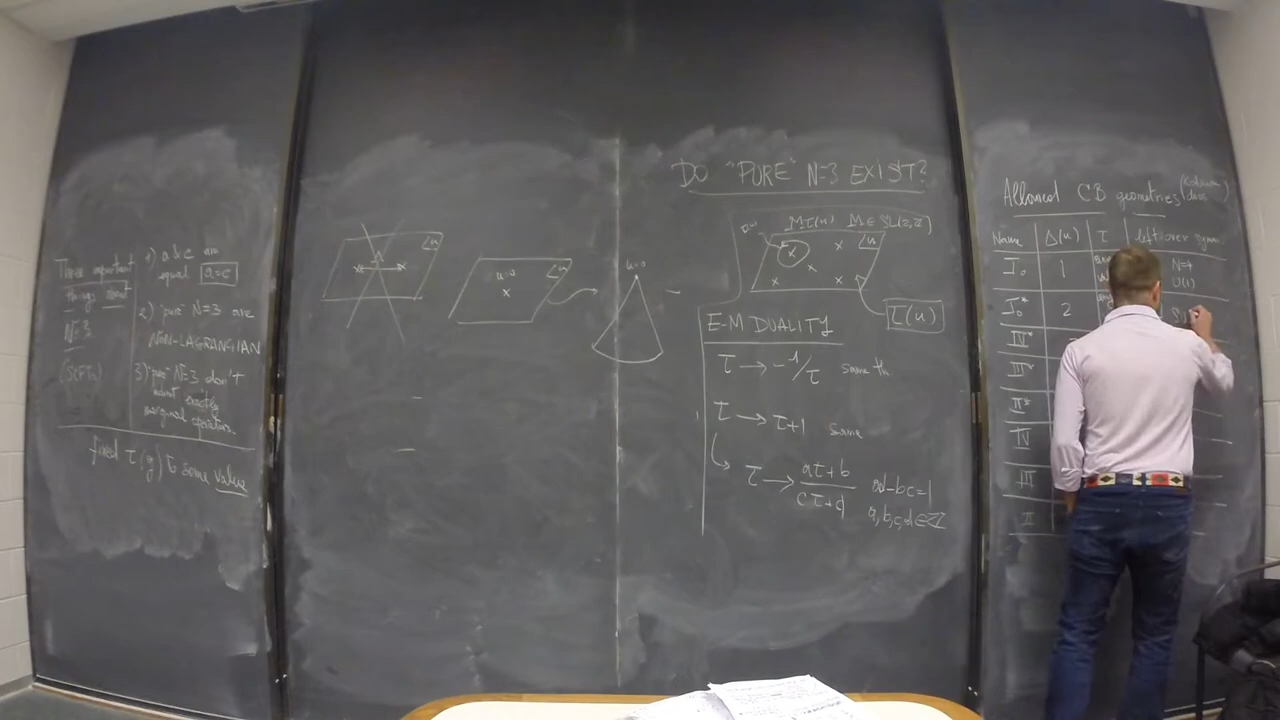 Three important
things about
N=3
(SCFTs)
1) a&c are
equal a=c
2) "pure" N=3 are
NON-LAGRANGIAN
3) "pure" N=3 don't
admit exactly
marginal operators.
fixed τ(g) to some value
u=0
u=0
DO "PURE" N=3 EXIST?
Mτ(u) M∈SL(2,Z)
τ(u)
E-M DUALITY
τ → -1/τ same th
τ → τ+1 same
τ → aτ+b / cτ+d ad-bc=1
a,b,c,d∈Z
Allowed CB geometries
Name Δ(u) τ leftover symm
I₀ 1 N=4
U(1)
I₀* 2
IV*
III*
II*
IV
III
II